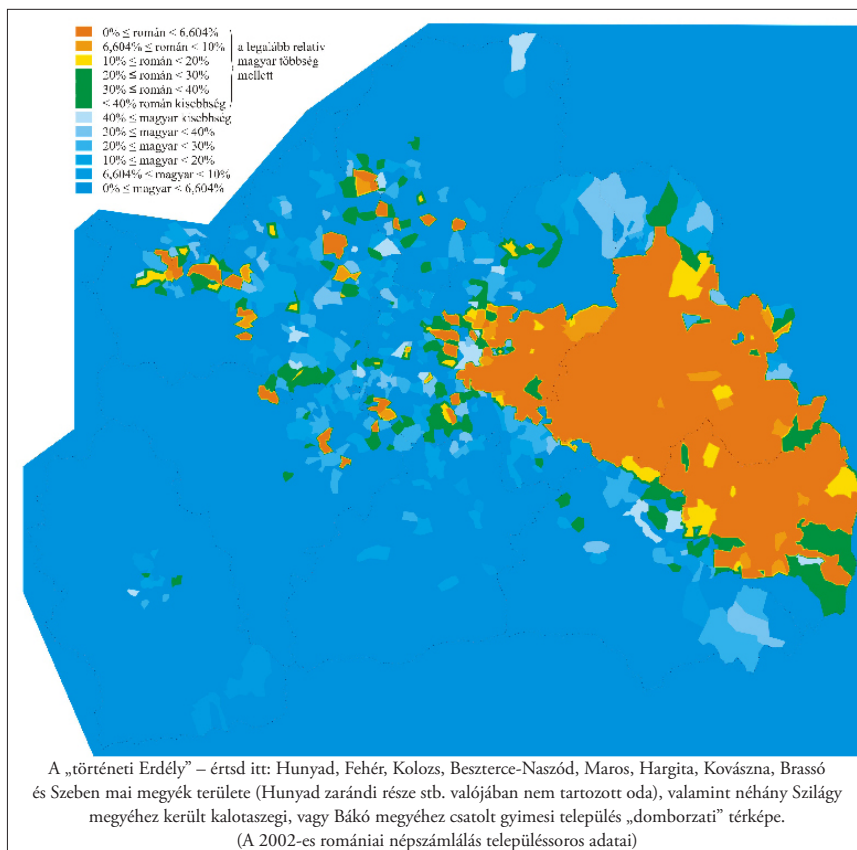 0% ≤ román < 6,604%
6,604% ≤ román < 10%
10% ≤ román < 20%
20% ≤ román < 30%
30% ≤ román < 40%
< 40% román kisebbség
a legalább relatív
magyar többség
mellett
40% ≤ magyar kisebbség
20% ≤ magyar < 40%
20% ≤ magyar < 30%
10% ≤ magyar < 20%
6,604% < magyar < 10%
0% ≤ magyar < 6,604%
A „történeti Erdély” – értsd itt: Hunyad, Fehér, Kolozs, Beszterce-Naszód, Maros, Hargita, Kovászna, Brassó
és Szeben mai megyék területe (Hunyad zarándi része stb. valójában nem tartozott oda), valamint néhány Szilágy
megyéhez került kalotaszegi, vagy Bákó megyéhez csatolt gyimesi település „domborzati” térképe.
(A 2002-es romániai népszámlálás településsoros adatai)